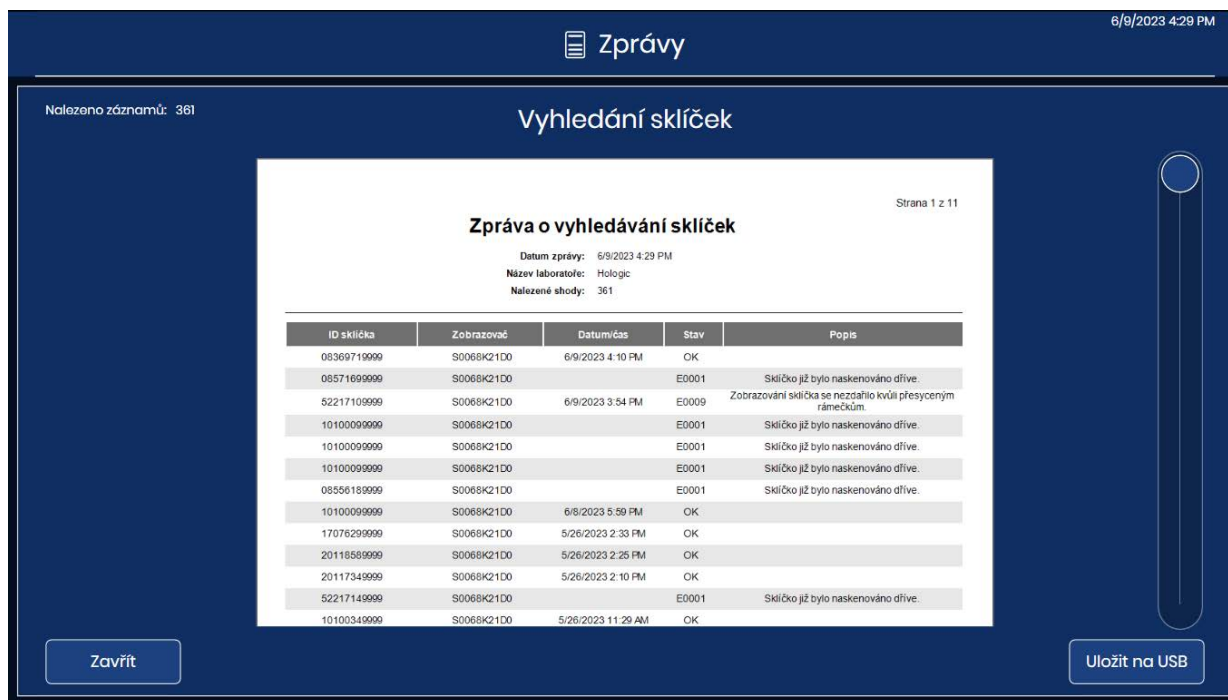 6/9/2023 4:29 PM
Zprávy
Nalezeno záznamů: 361
Vyhledání sklíček
Strana 1 z 11
Zpráva o vyhledávání sklíček
Datum zprávy: 6/9/2023 4:29 PM
Název laboratoře: Hologic
Nalezené shody: 361
ID sklíčka Zobrazovač Datum/čas Stav Popis
08369719999 S0068K21D0 6/9/2023 4:10 PM OK
08571699999 S0068K21D0 E0001 Sklíčko již bylo naskenováno dříve.
52217109999 S0068K21D0 6/9/2023 3:54 PM E0009 Zobrazování sklíčka se nezdařilo kvůli přesyceným
rámečkům.
10100099999 S0068K21D0 E0001 Sklíčko již bylo naskenováno dříve.
10100099999 S0068K21D0 E0001 Sklíčko již bylo naskenováno dříve.
10100099999 S0068K21D0 E0001 Sklíčko již bylo naskenováno dříve.
08556189999 S0068K21D0 E0001 Sklíčko již bylo naskenováno dříve.
10100099999 S0068K21D0 6/8/2023 5:59 PM OK
17076299999 S0068K21D0 5/26/2023 2:33 PM OK
20118589999 S0068K21D0 5/26/2023 2:25 PM OK
20117349999 S0068K21D0 5/26/2023 2:10 PM OK
52217149999 S0068K21D0 E0001 Sklíčko již bylo naskenováno dříve.
10100349999 S0068K21D0 5/26/2023 11:29 AM OK
Zavřít
Uložit na USB